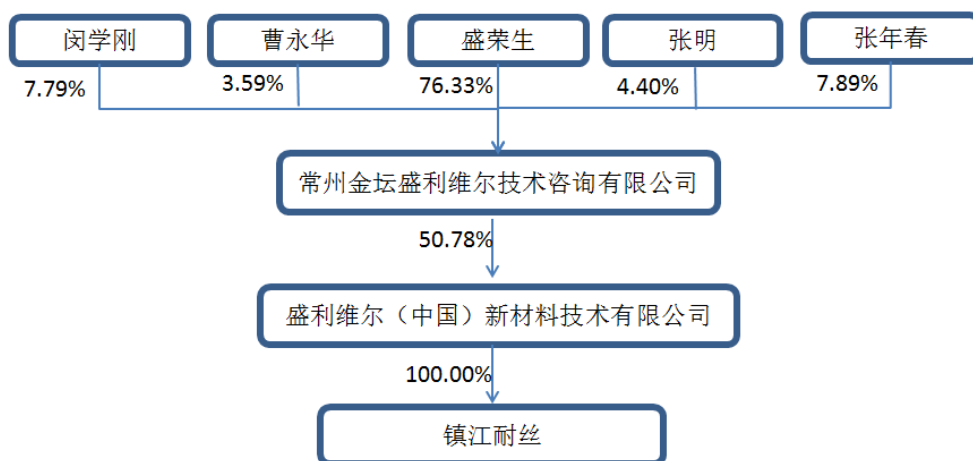 闵学刚
曹永华
盛荣生
张明
张年春
7.79%
3.59%
76.33%
4.40%
7.89%
常州金坛盛利维尔技术咨询有限公司
50.78%
盛利维尔（中国）新材料技术有限公司
100.00%
镇江耐丝